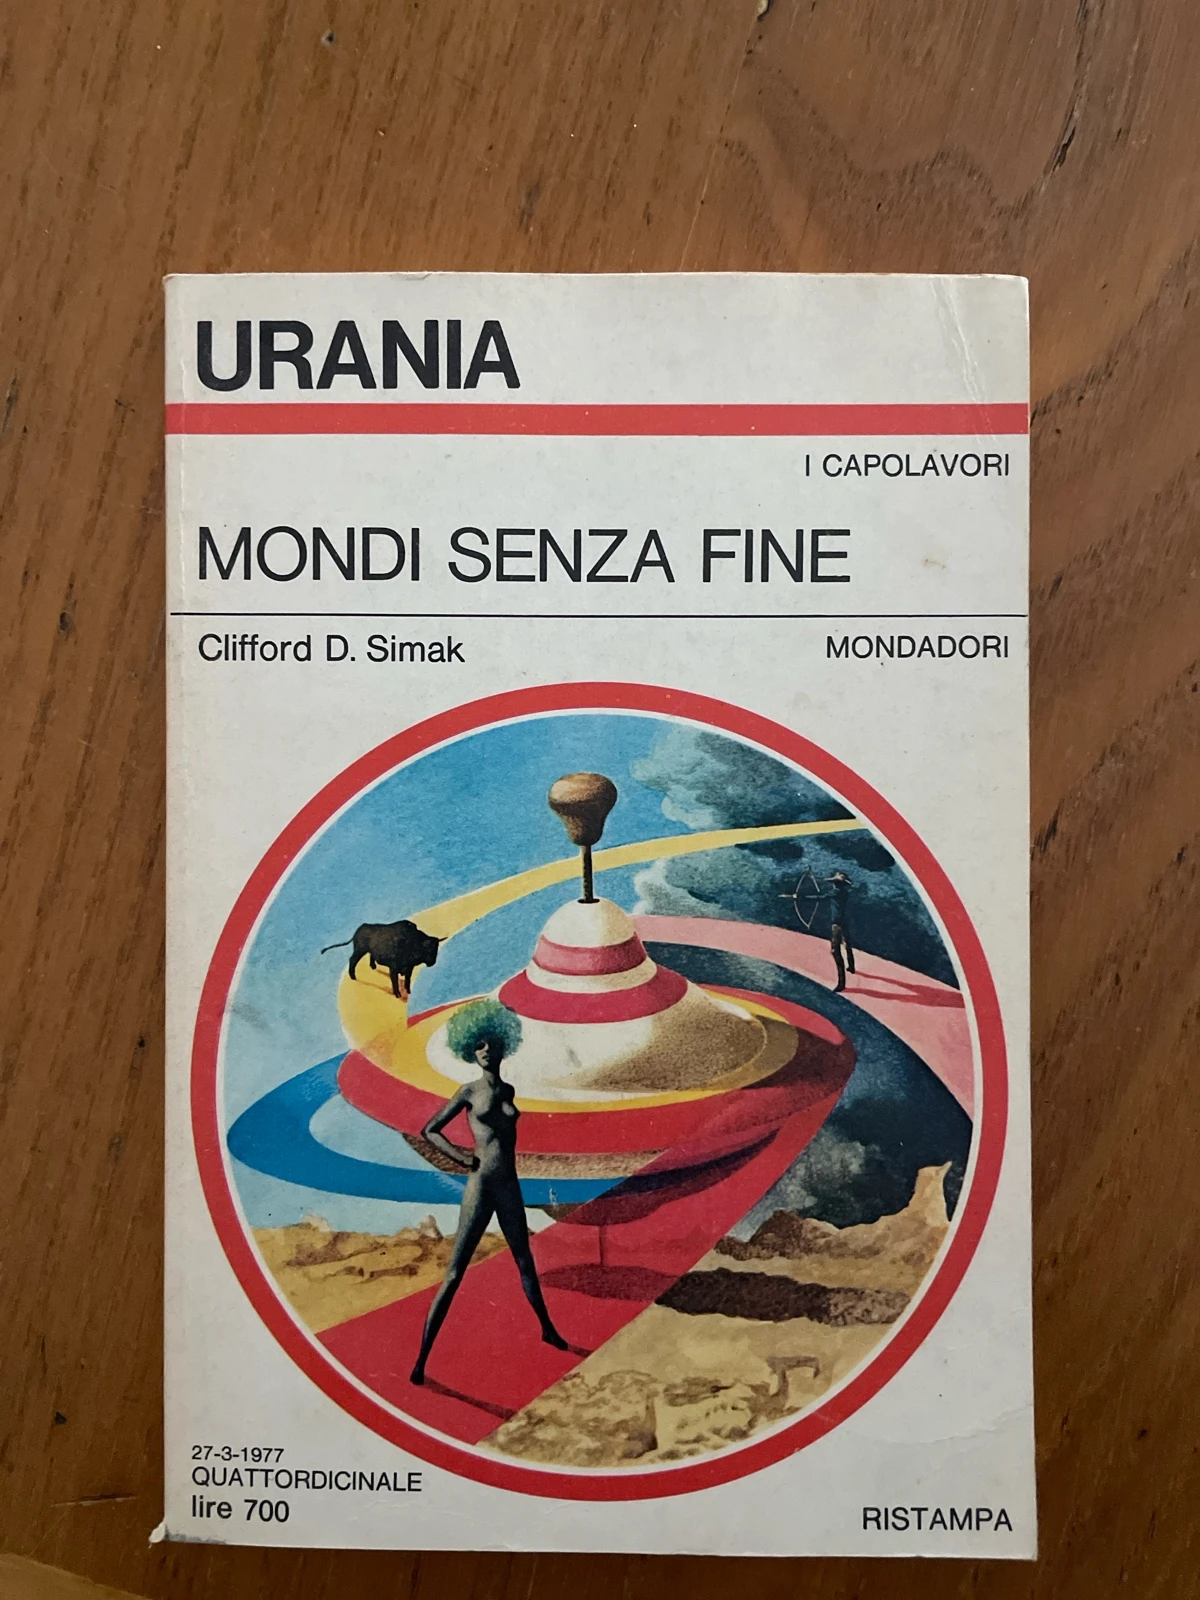 URANIA
I CAPOLAVORI
MONDI SENZA FINE
Clifford D. Simak
MONDADORI
27-3-1977
QUATTORDICINALE
lire 700
RISTAMPA